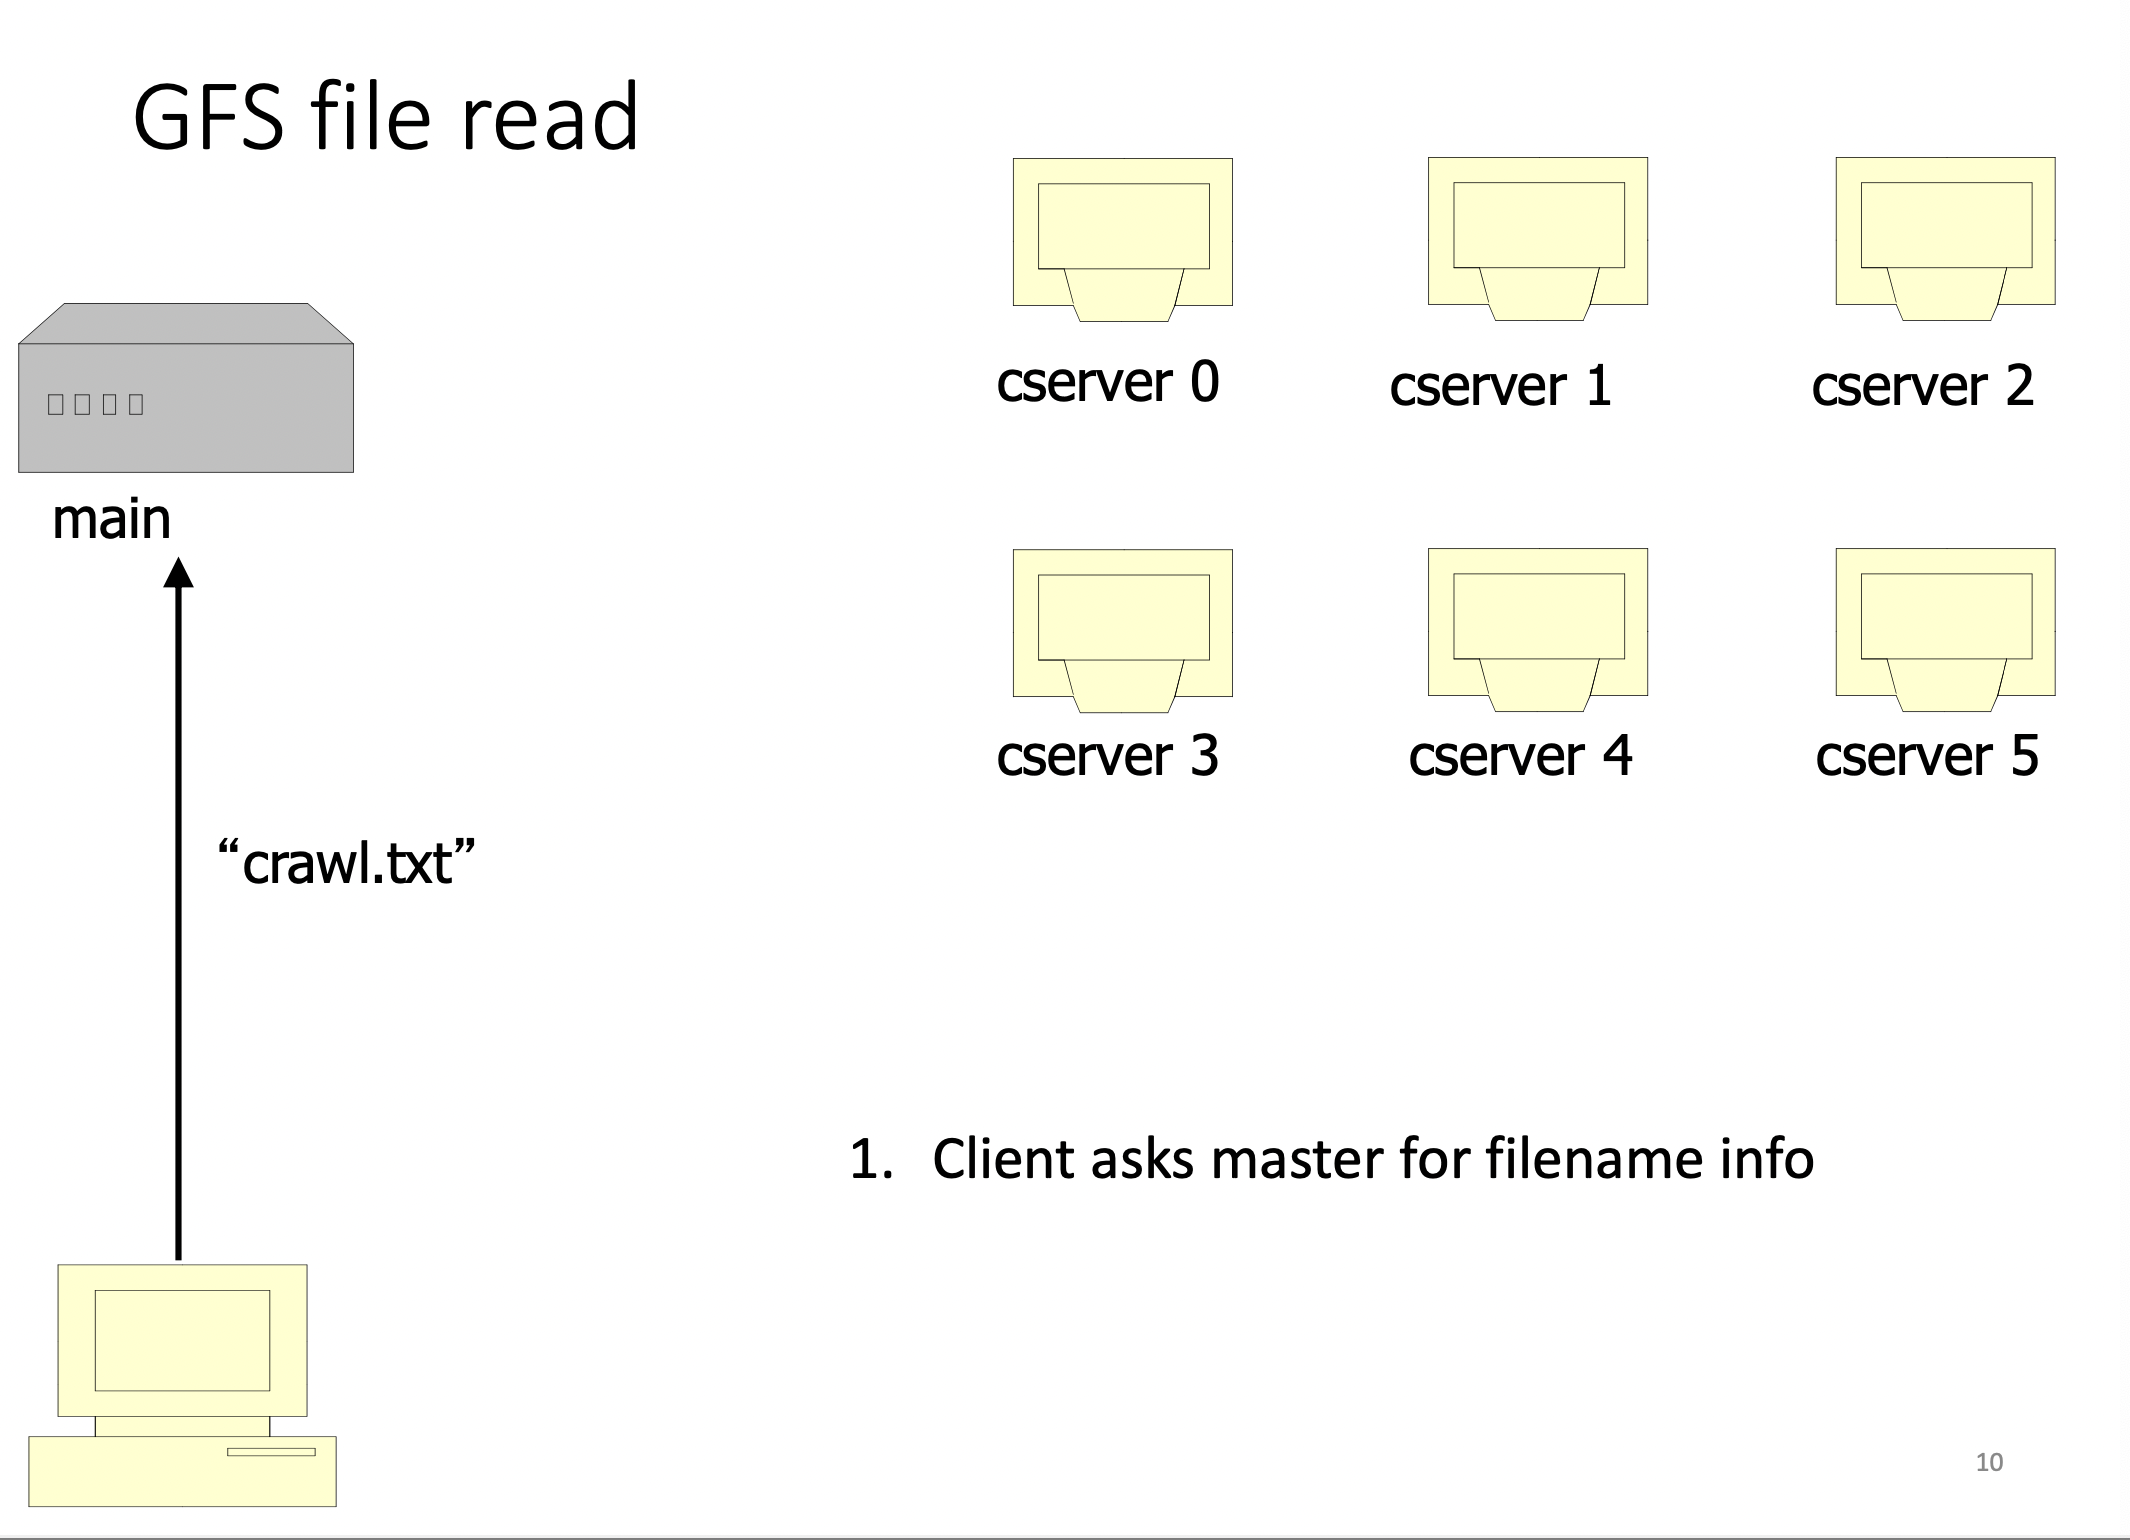 GFS file read
cserver 0
cserver 1
cserver 2
main
cserver 3
cserver 4
cserver 5
“crawl.txt”
1. Client asks master for filename info
10